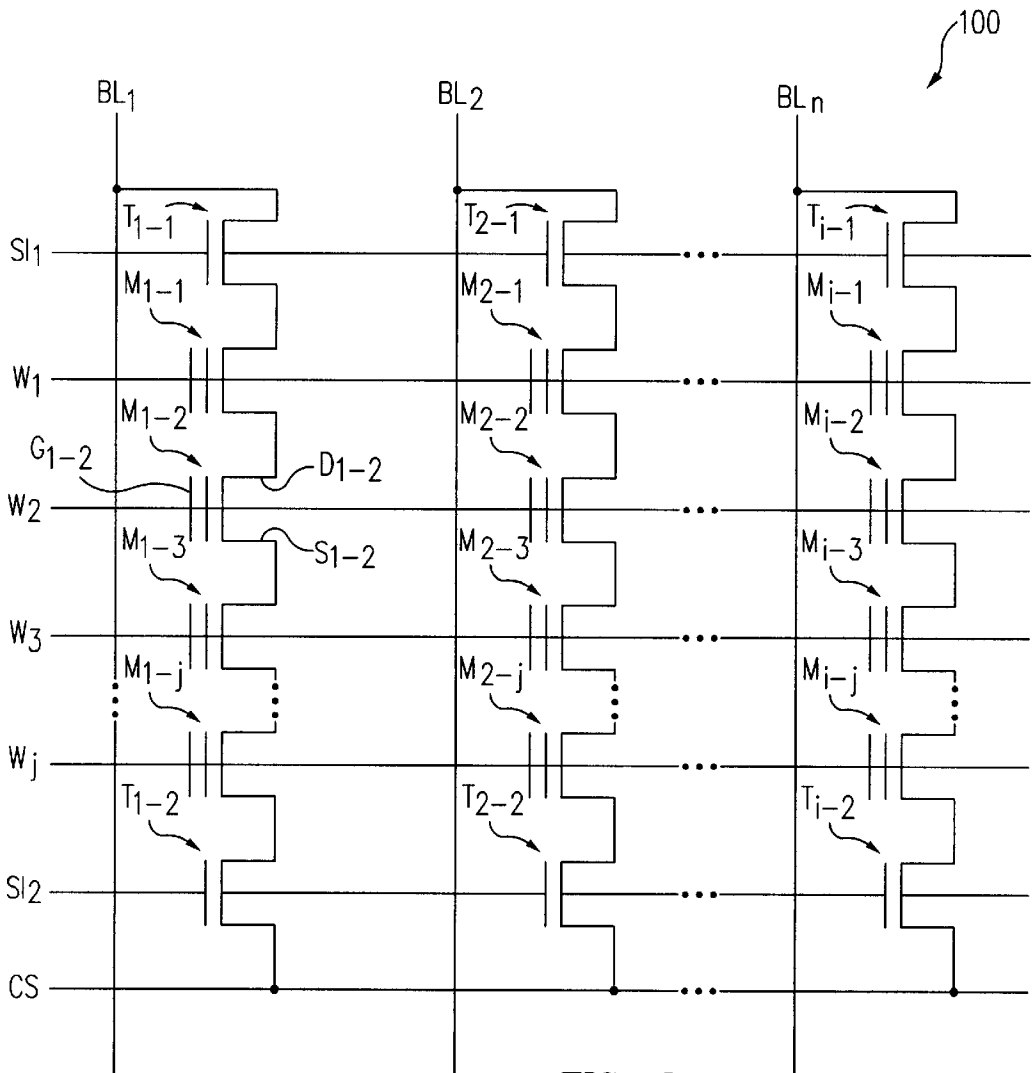 100
BL1 BL2 BLn
T1-1 T2-1 Ti-1
SI1
M1-1 M2-1 Mi-1
W1
M1-2 M2-2 Mi-2
G1-2 D1-2
W2
M1-3 S1-2 M2-3 Mi-3
W3
M1-j M2-j Mi-j
Wj
T1-2 T2-2 Ti-2
SI2
CS